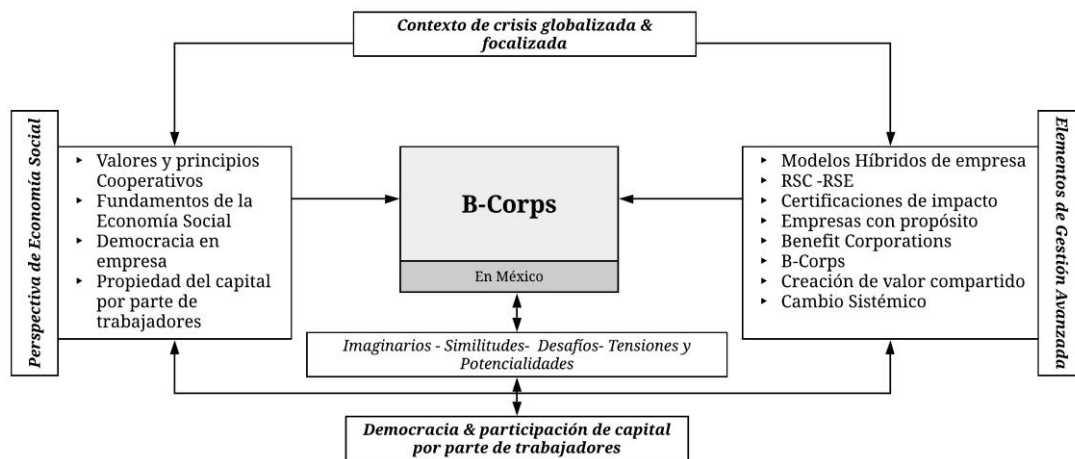 Contexto de crisis globalizada &
focalizada
Perspectiva de Economía Social
▸ Valores y principios
Cooperativos
▸ Fundamentos de la
Economía Social
▸ Democracia en
empresa
▸ Propiedad del capital
por parte de
trabajadores
B-Corps
En México
▸ Modelos Híbridos de empresa
▸ RSC -RSE
▸ Certificaciones de impacto
▸ Empresas con propósito
▸ Benefit Corporations
▸ B-Corps
▸ Creación de valor compartido
▸ Cambio Sistémico
Elementos de Gestión Avanzada
Imaginarios - Similitudes- Desafíos- Tensiones y
Potencialidades
Democracia & participación de capital
por parte de trabajadores